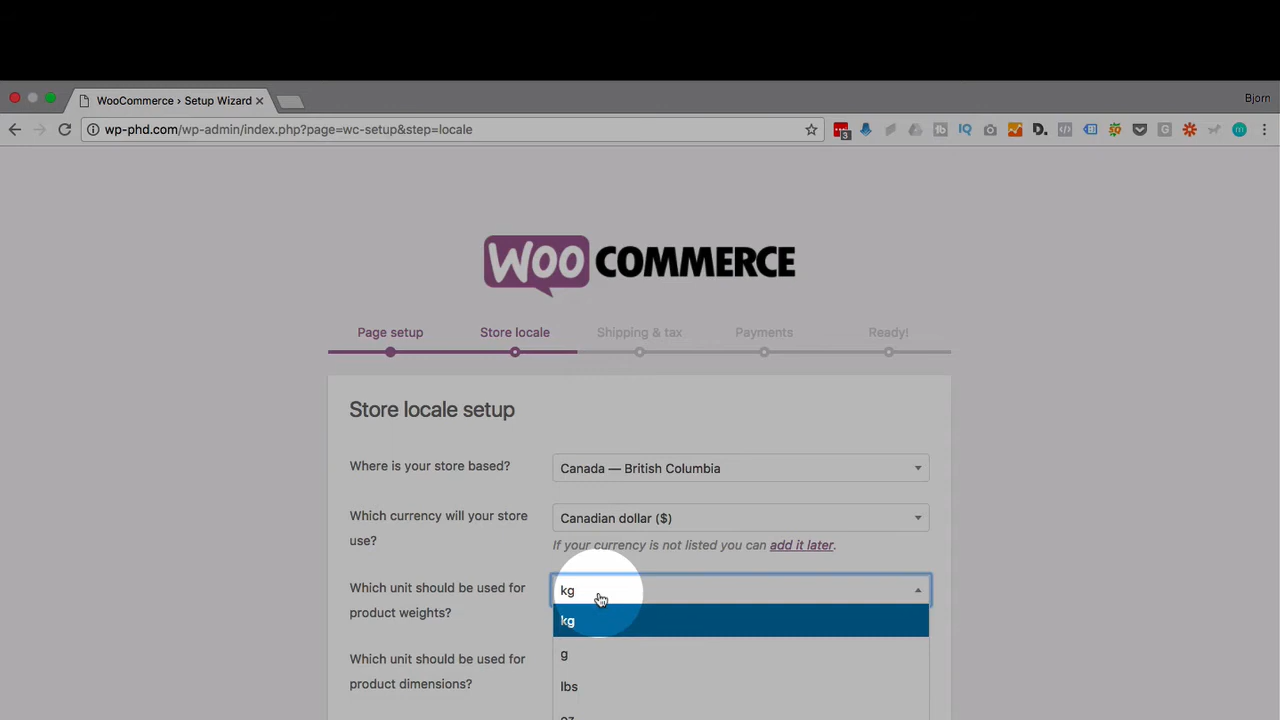 WooCommerce › Setup Wizard
Bjorn
wp-phd.com/wp-admin/index.php?page=wc-setup&step=locale
3
IQ
D.
WOO COMMERCE
Page setup
Store locale
Shipping & tax
Payments
Ready!
Store locale setup
Where is your store based?
Canada — British Columbia
Which currency will your store
use?
Canadian dollar ($)
If your currency is not listed you can add it later.
Which unit should be used for
product weights?
kg
kg
g
lbs
oz
Which unit should be used for
product dimensions?